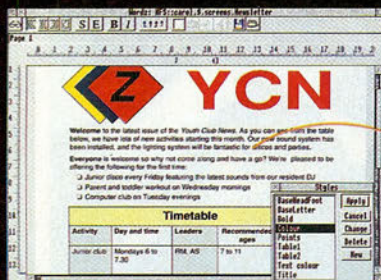 Wordz: HFS::carol.$.screens.Newsletter
S E B I
Page 1
Z YCN
Welcome to the latest issue of the Youth Club News. As you can see from the table
below, we have lots of new activities starting this month. Our new sound system has
been installed, and the lighting system will be fantastic for discos and parties.
Everyone is welcome so why not come along and have a go? We're pleased to be
offering the following for the first time:
Junior disco every Friday featuring the latest sounds from our resident DJ
Parent and toddler workout on Wednesday mornings
Computer club on Tuesday evenings
Timetable
Activity Day and time Leaders Recommended
ages
Junior club Mondays 6 to RM, AS 7 to 11
7.30
Styles
BaseHeadFoot
BaseLetter
Bold
Colour
Points
Table1
Table2
Text colour
Title
Apply
Cancel
Change
Delete
New